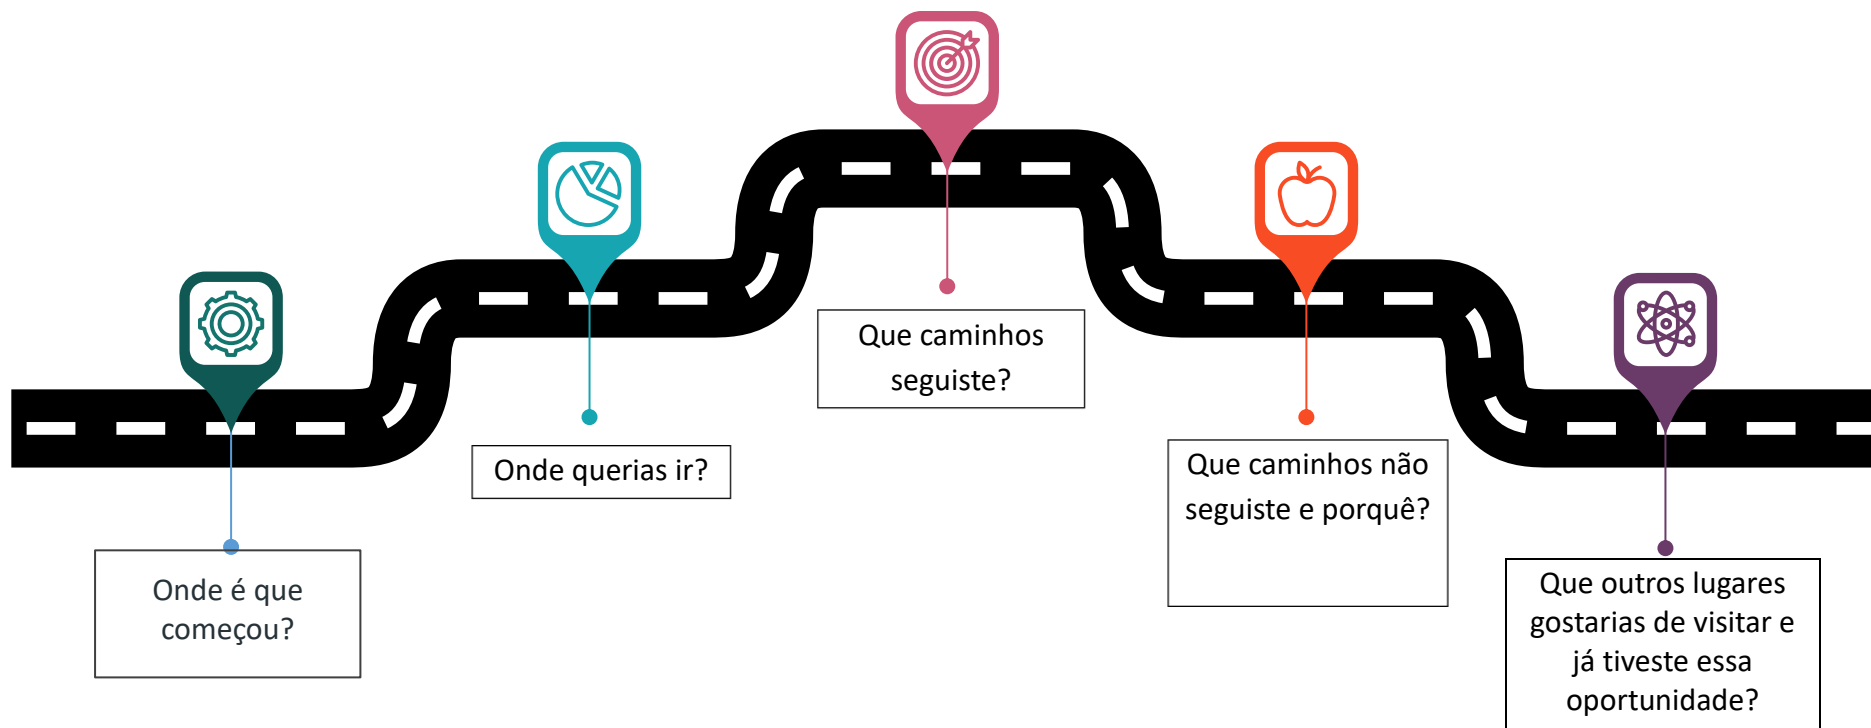 Onde é que
começou?
Onde querias ir?
Que caminhos
seguiste?
Que caminhos não
seguiste e porquê?
Que outros lugares
gostarias de visitar e
já tiveste essa
oportunidade?